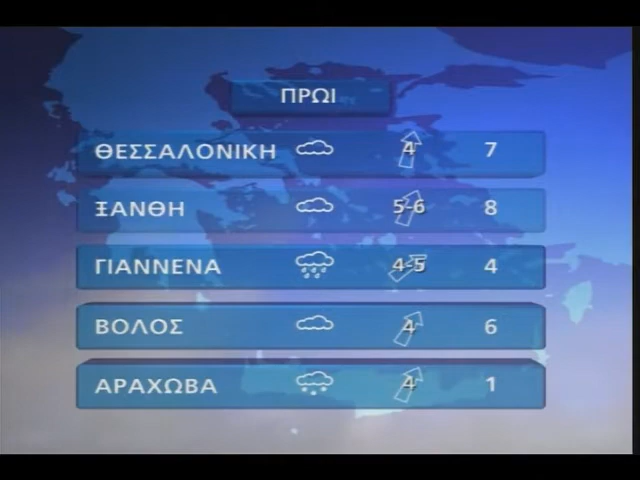 ΠΡΩΙ
ΘΕΣΣΑΛΟΝΙΚΗ 4 7
ΞΑΝΘΗ 5-6 8
ΓΙΑΝΝΕΝΑ 4-5 4
ΒΟΛΟΣ 4 6
ΑΡΑΧΩΒΑ 4 1